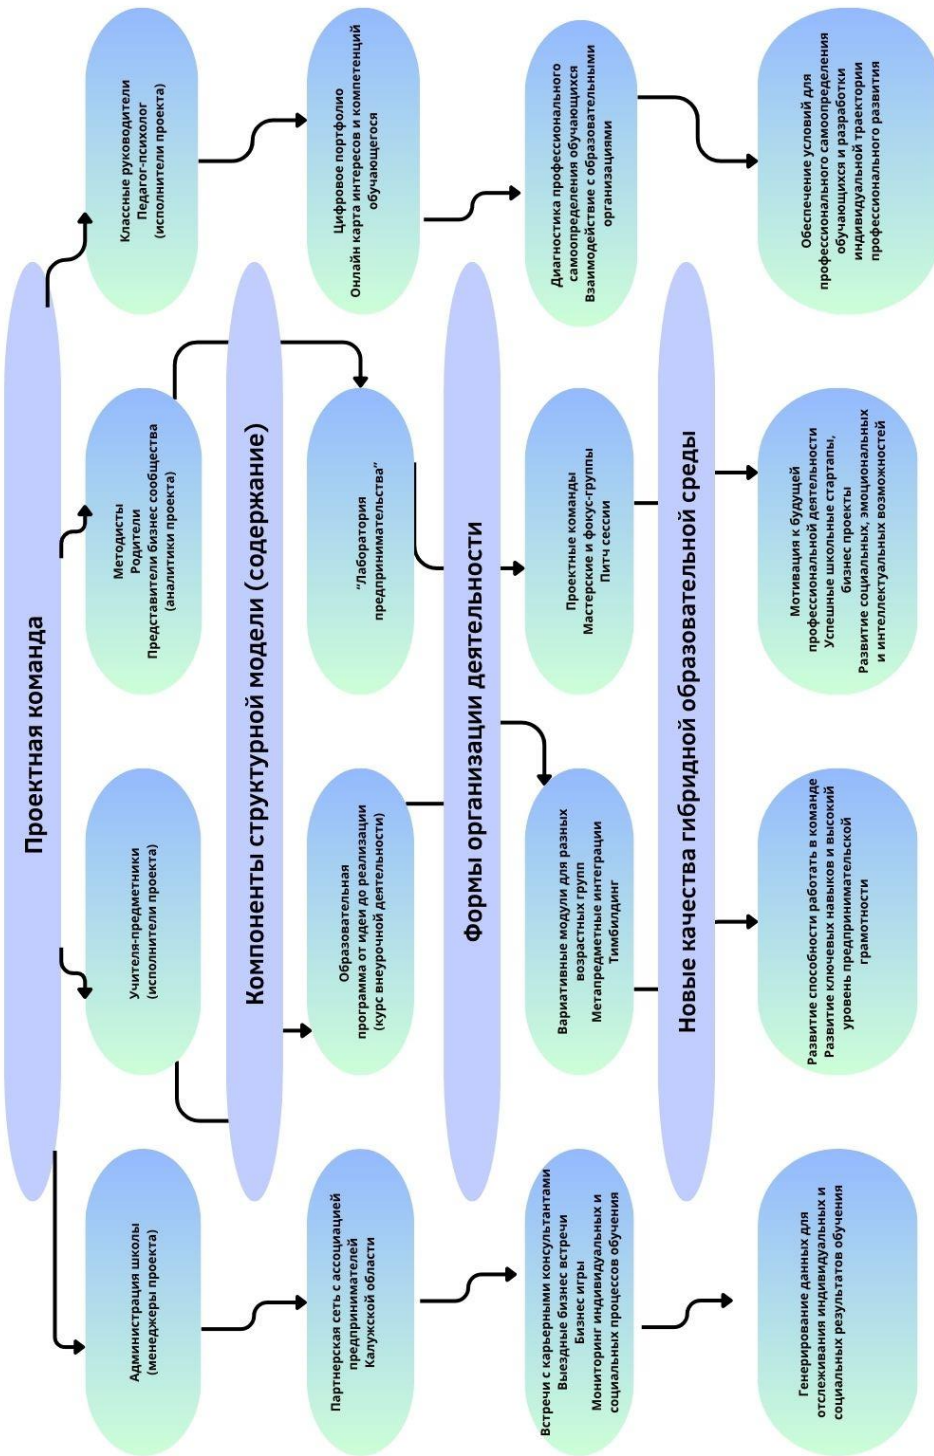 Проектная команда
Администрация школы
(менеджеры проекта)
Учителя-предметники
(исполнители проекта)
Методисты
Родители
Представители бизнес сообщества
(аналитики проекта)
Классные руководители
Педагог-психолог
(исполнители проекта)
Компоненты структурной модели (содержание)
Партнерская сеть с ассоциацией
предпринимателей
Калужской области
Образовательная
программа от идеи до реализации
(курс внеурочной деятельности)
“Лаборатория
предпринимательства”
Цифровое портфолио
Онлайн карта интересов и компетенций
обучающегося
Формы организации деятельности
Встречи с карьерными консультантами
Выездные бизнес встречи
Бизнес игры
Мониторинг индивидуальных и
социальных процессов обучения
Вариативные модули для разных
возрастных групп
Метапредметные интеграции
Тимбилдинг
Проектные команды
Мастерские и фокус-группы
Питч сессии
Диагностика профессионального
самоопределения обучающихся
Взаимодействие с образовательными
организациями
Новые качества гибридной образовательной среды
Генерирование данных для
отслеживания индивидуальных и
социальных результатов обучения
Развитие способности работать в команде
Развитие ключевых навыков и высокий
уровень предпринимательской
грамотности
Мотивация к будущей
профессиональной деятельности
Успешные школьные стартапы,
бизнес проекты
Развитие социальных, эмоциональных
и интеллектуальных возможностей
Обеспечение условий для
профессионального самоопределения
обучающихся и разработки
индивидуальной траектории
профессионального развития